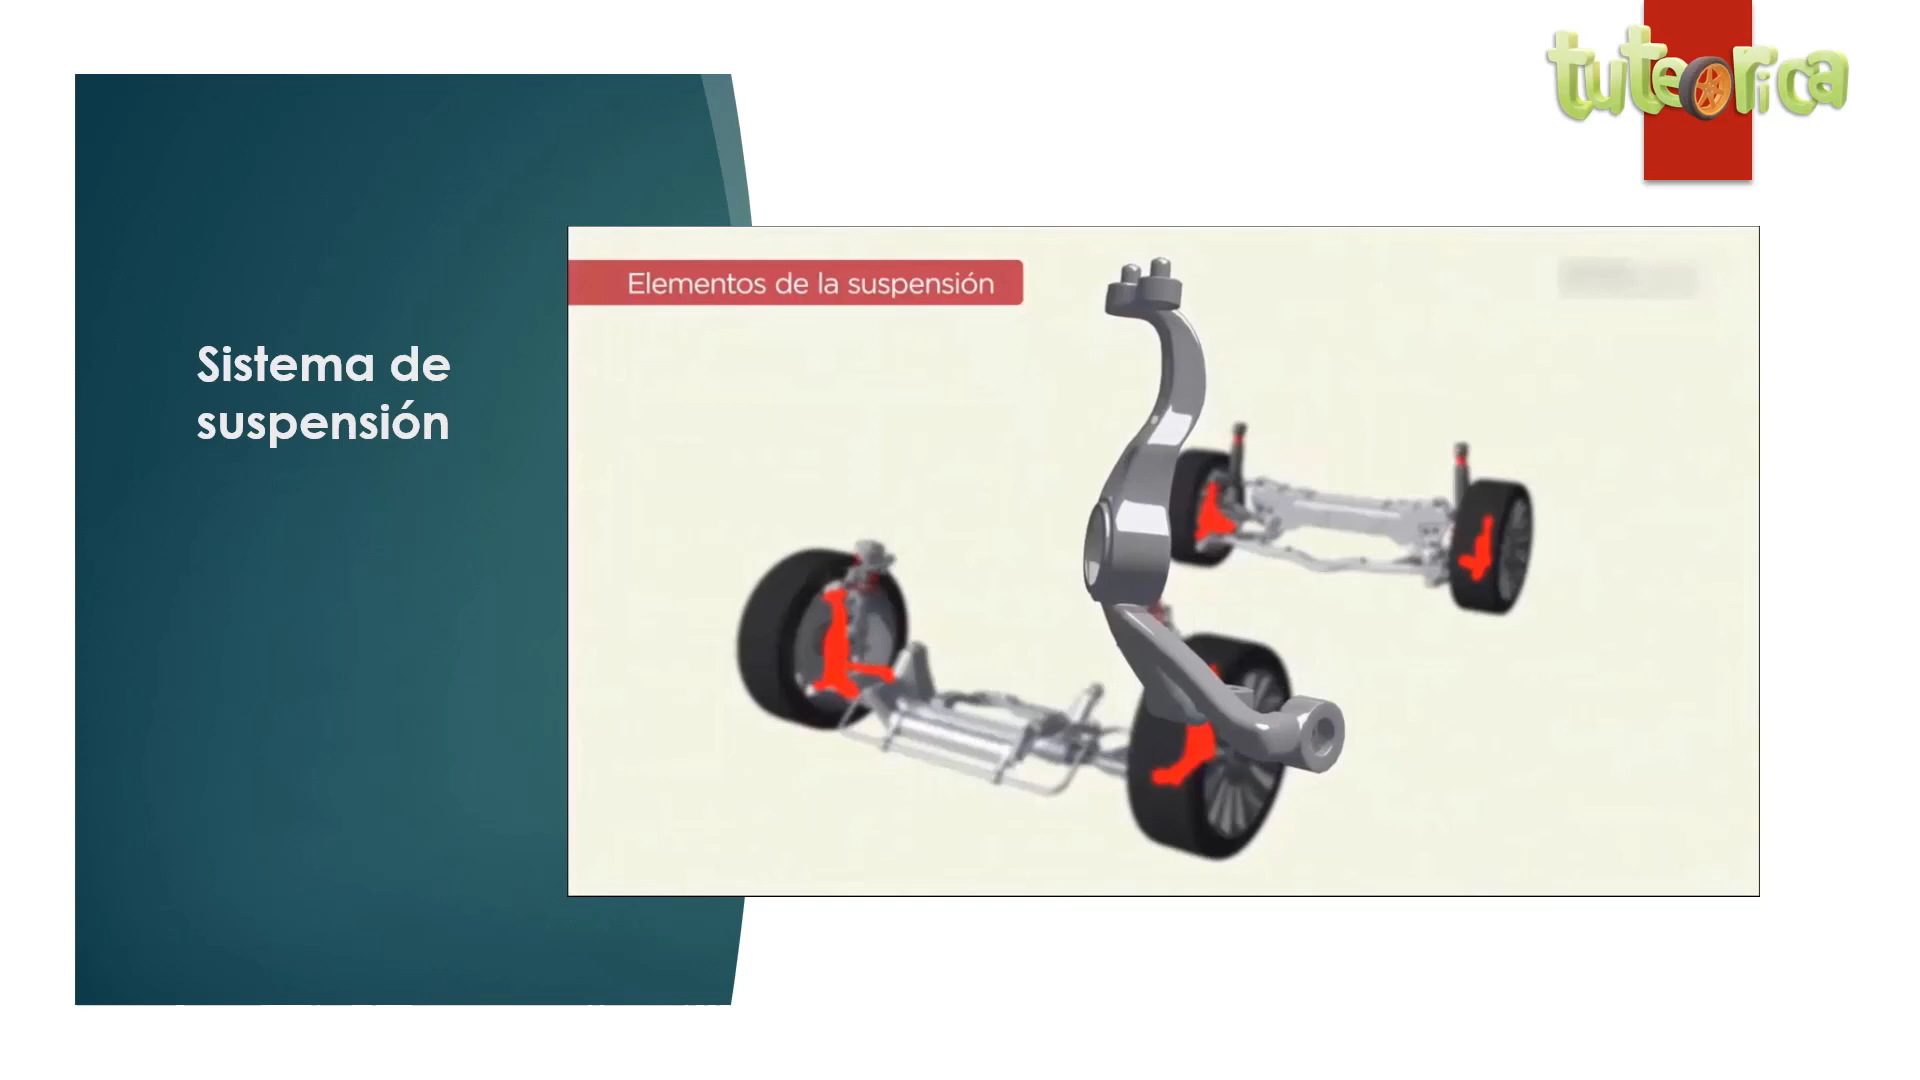 tuteorica
Elementos de la suspensión
Sistema de
suspensión